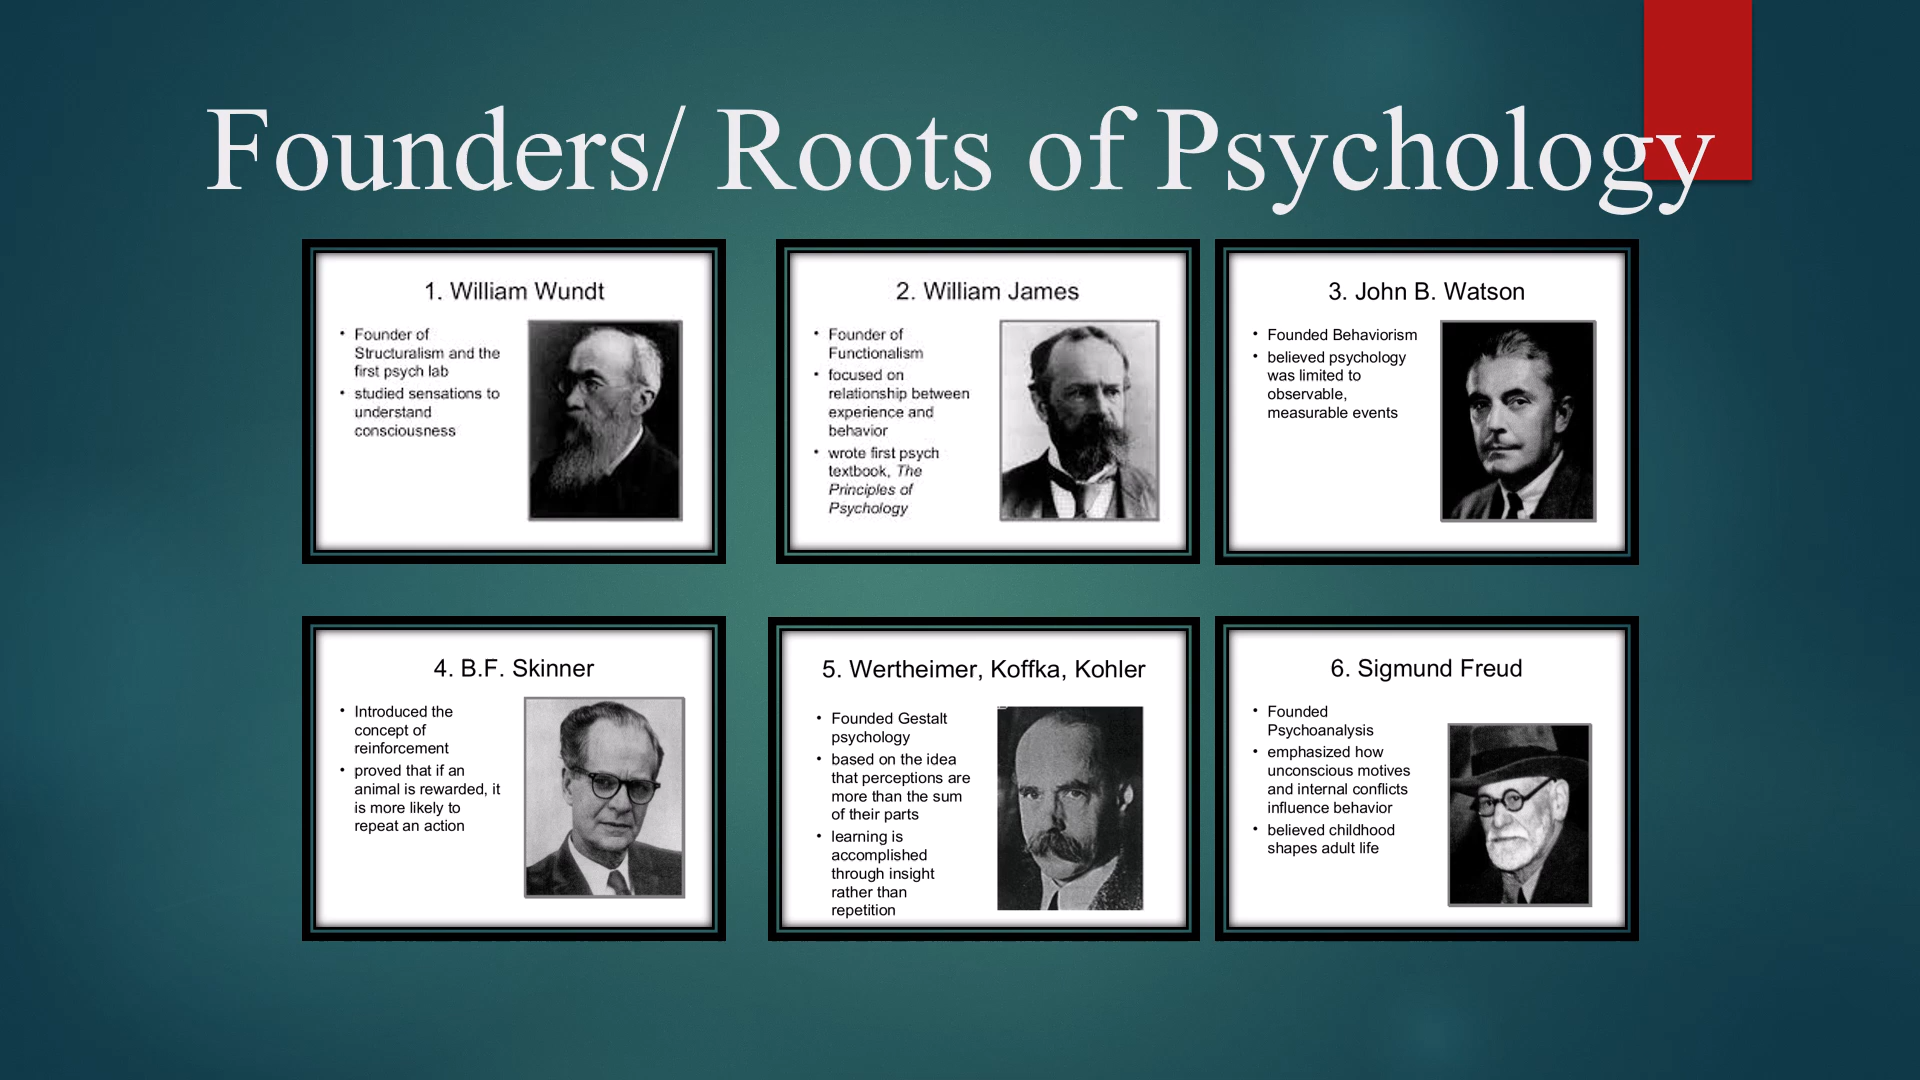 Founders/ Roots of Psychology
1. William Wundt
• Founder of
Structuralism and the
first psych lab
• studied sensations to
understand
consciousness
2. William James
• Founder of
Functionalism
• focused on
relationship between
experience and
behavior
• wrote first psych
textbook, The
Principles of
Psychology
3. John B. Watson
• Founded Behaviorism
• believed psychology
was limited to
observable,
measurable events
4. B.F. Skinner
• Introduced the
concept of
reinforcement
• proved that if an
animal is rewarded, it
is more likely to
repeat an action
5. Wertheimer, Koffka, Kohler
• Founded Gestalt
psychology
• based on the idea
that perceptions are
more than the sum
of their parts
• learning is
accomplished
through insight
rather than
repetition
6. Sigmund Freud
• Founded
Psychoanalysis
• emphasized how
unconscious motives
and internal conflicts
influence behavior
• believed childhood
shapes adult life